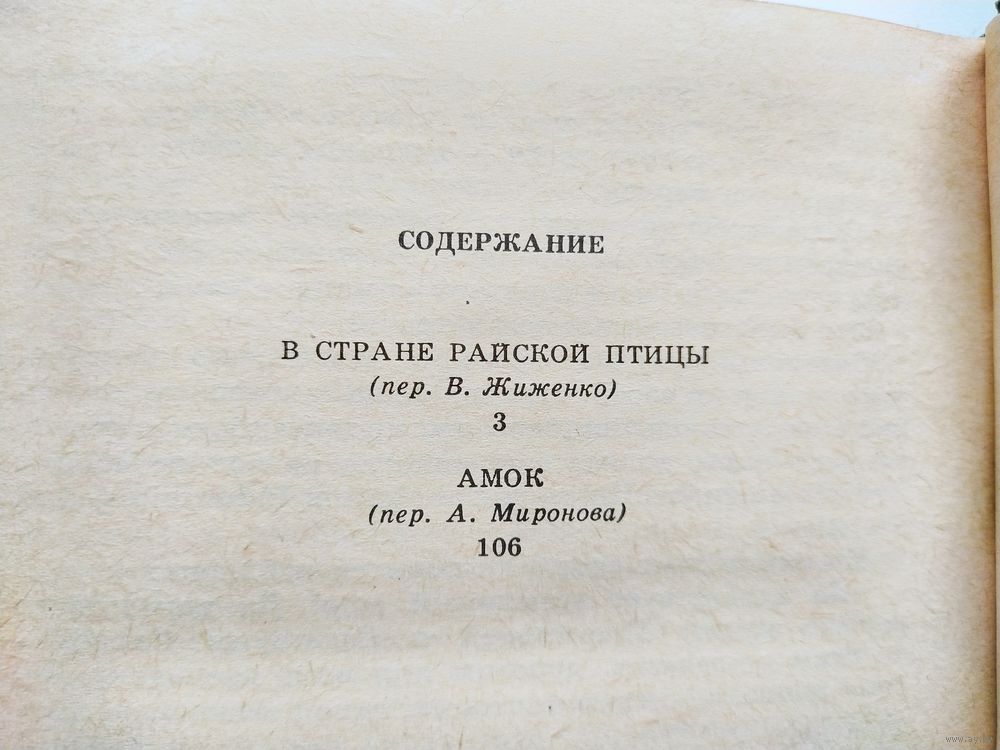 СОДЕРЖАНИЕ
В СТРАНЕ РАЙСКОЙ ПТИЦЫ
(пер. В. Жиженко)
3
АМОК
(пер. А. Миронова)
106